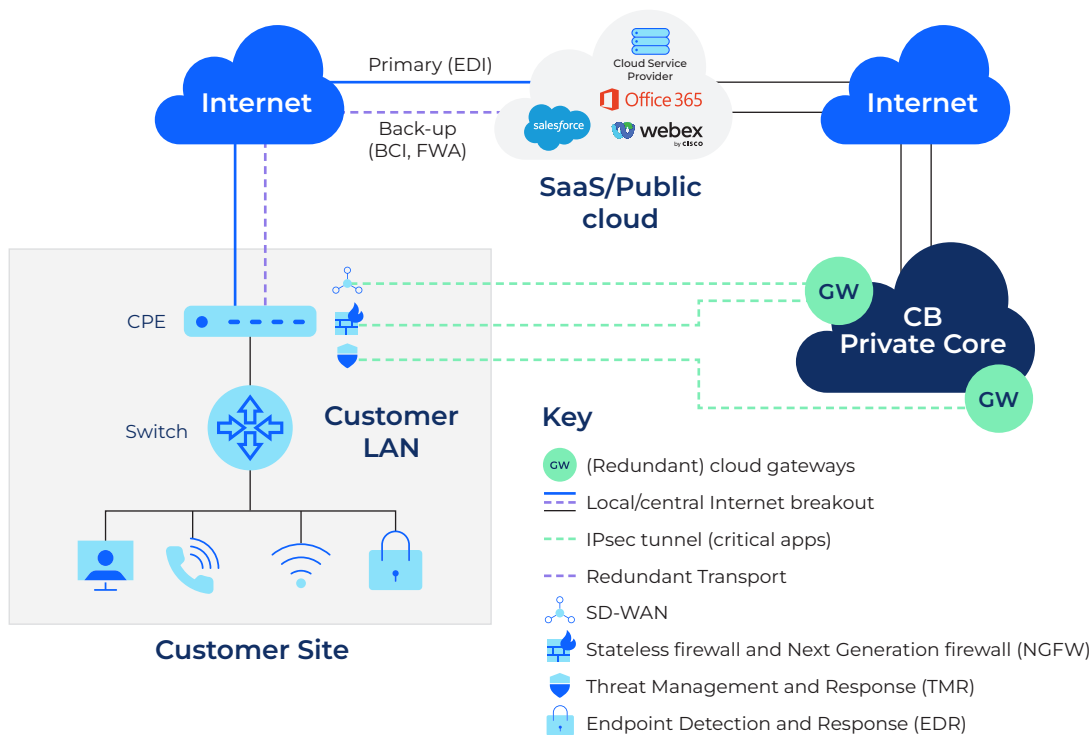 Primary (EDI)
Internet
Back-up
(BCI, FWA)
Cloud Service
Provider
Office 365
salesforce
webex
by CISCO
SaaS/Public
cloud
Internet
CPE
Switch
Customer
LAN
Customer Site
GW
CB
Private Core
GW
Key
GW (Redundant) cloud gateways
Local/central Internet breakout
IPsec tunnel (critical apps)
Redundant Transport
SD-WAN
Stateless firewall and Next Generation firewall (NGFW)
Threat Management and Response (TMR)
Endpoint Detection and Response (EDR)